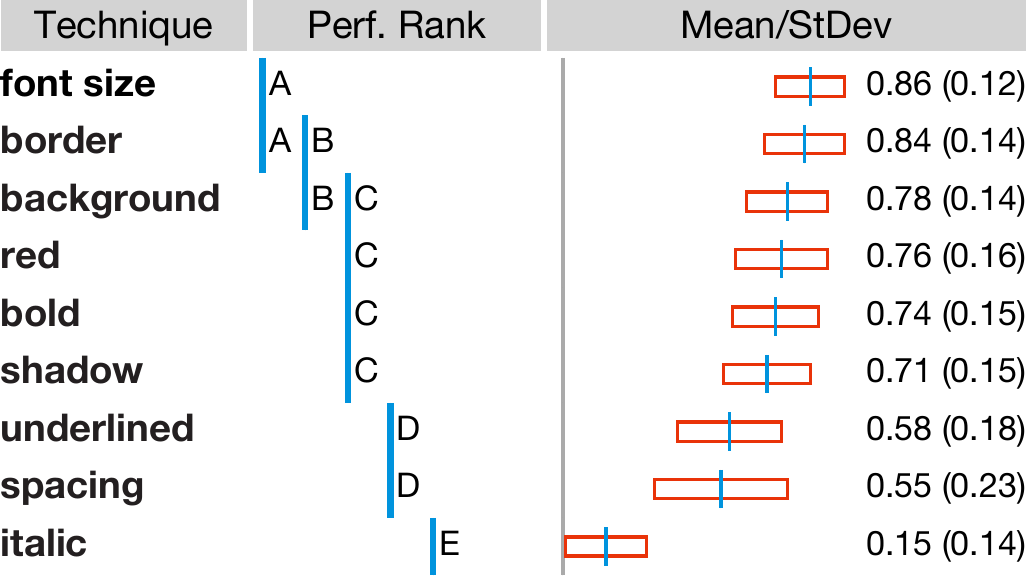 Technique Perf. Rank Mean/StDev
font size A 0.86 (0.12)
border A B 0.84 (0.14)
background B C 0.78 (0.14)
red C 0.76 (0.16)
bold C 0.74 (0.15)
shadow C 0.71 (0.15)
underlined D 0.58 (0.18)
spacing D 0.55 (0.23)
italic E 0.15 (0.14)